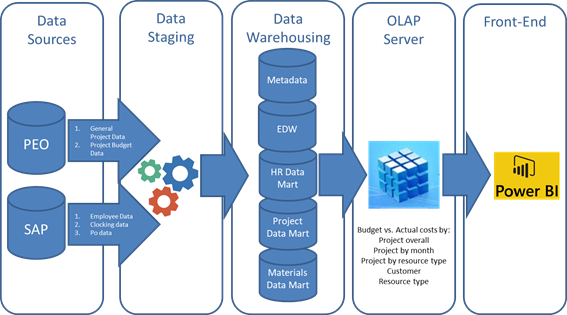 Data
Sources
Data
Staging
Data
Warehousing
OLAP
Server
Front-End
PEO
1. General
Project Data
2. Project Budget
Data
SAP
1. Employee Data
2. Clocking data
3. Po data
Metadata
EDW
HR Data
Mart
Project
Data Mart
Materials
Data Mart
Budget vs. Actual costs by:
Project overall
Project by month
Project by resource type
Customer
Resource type
Power BI